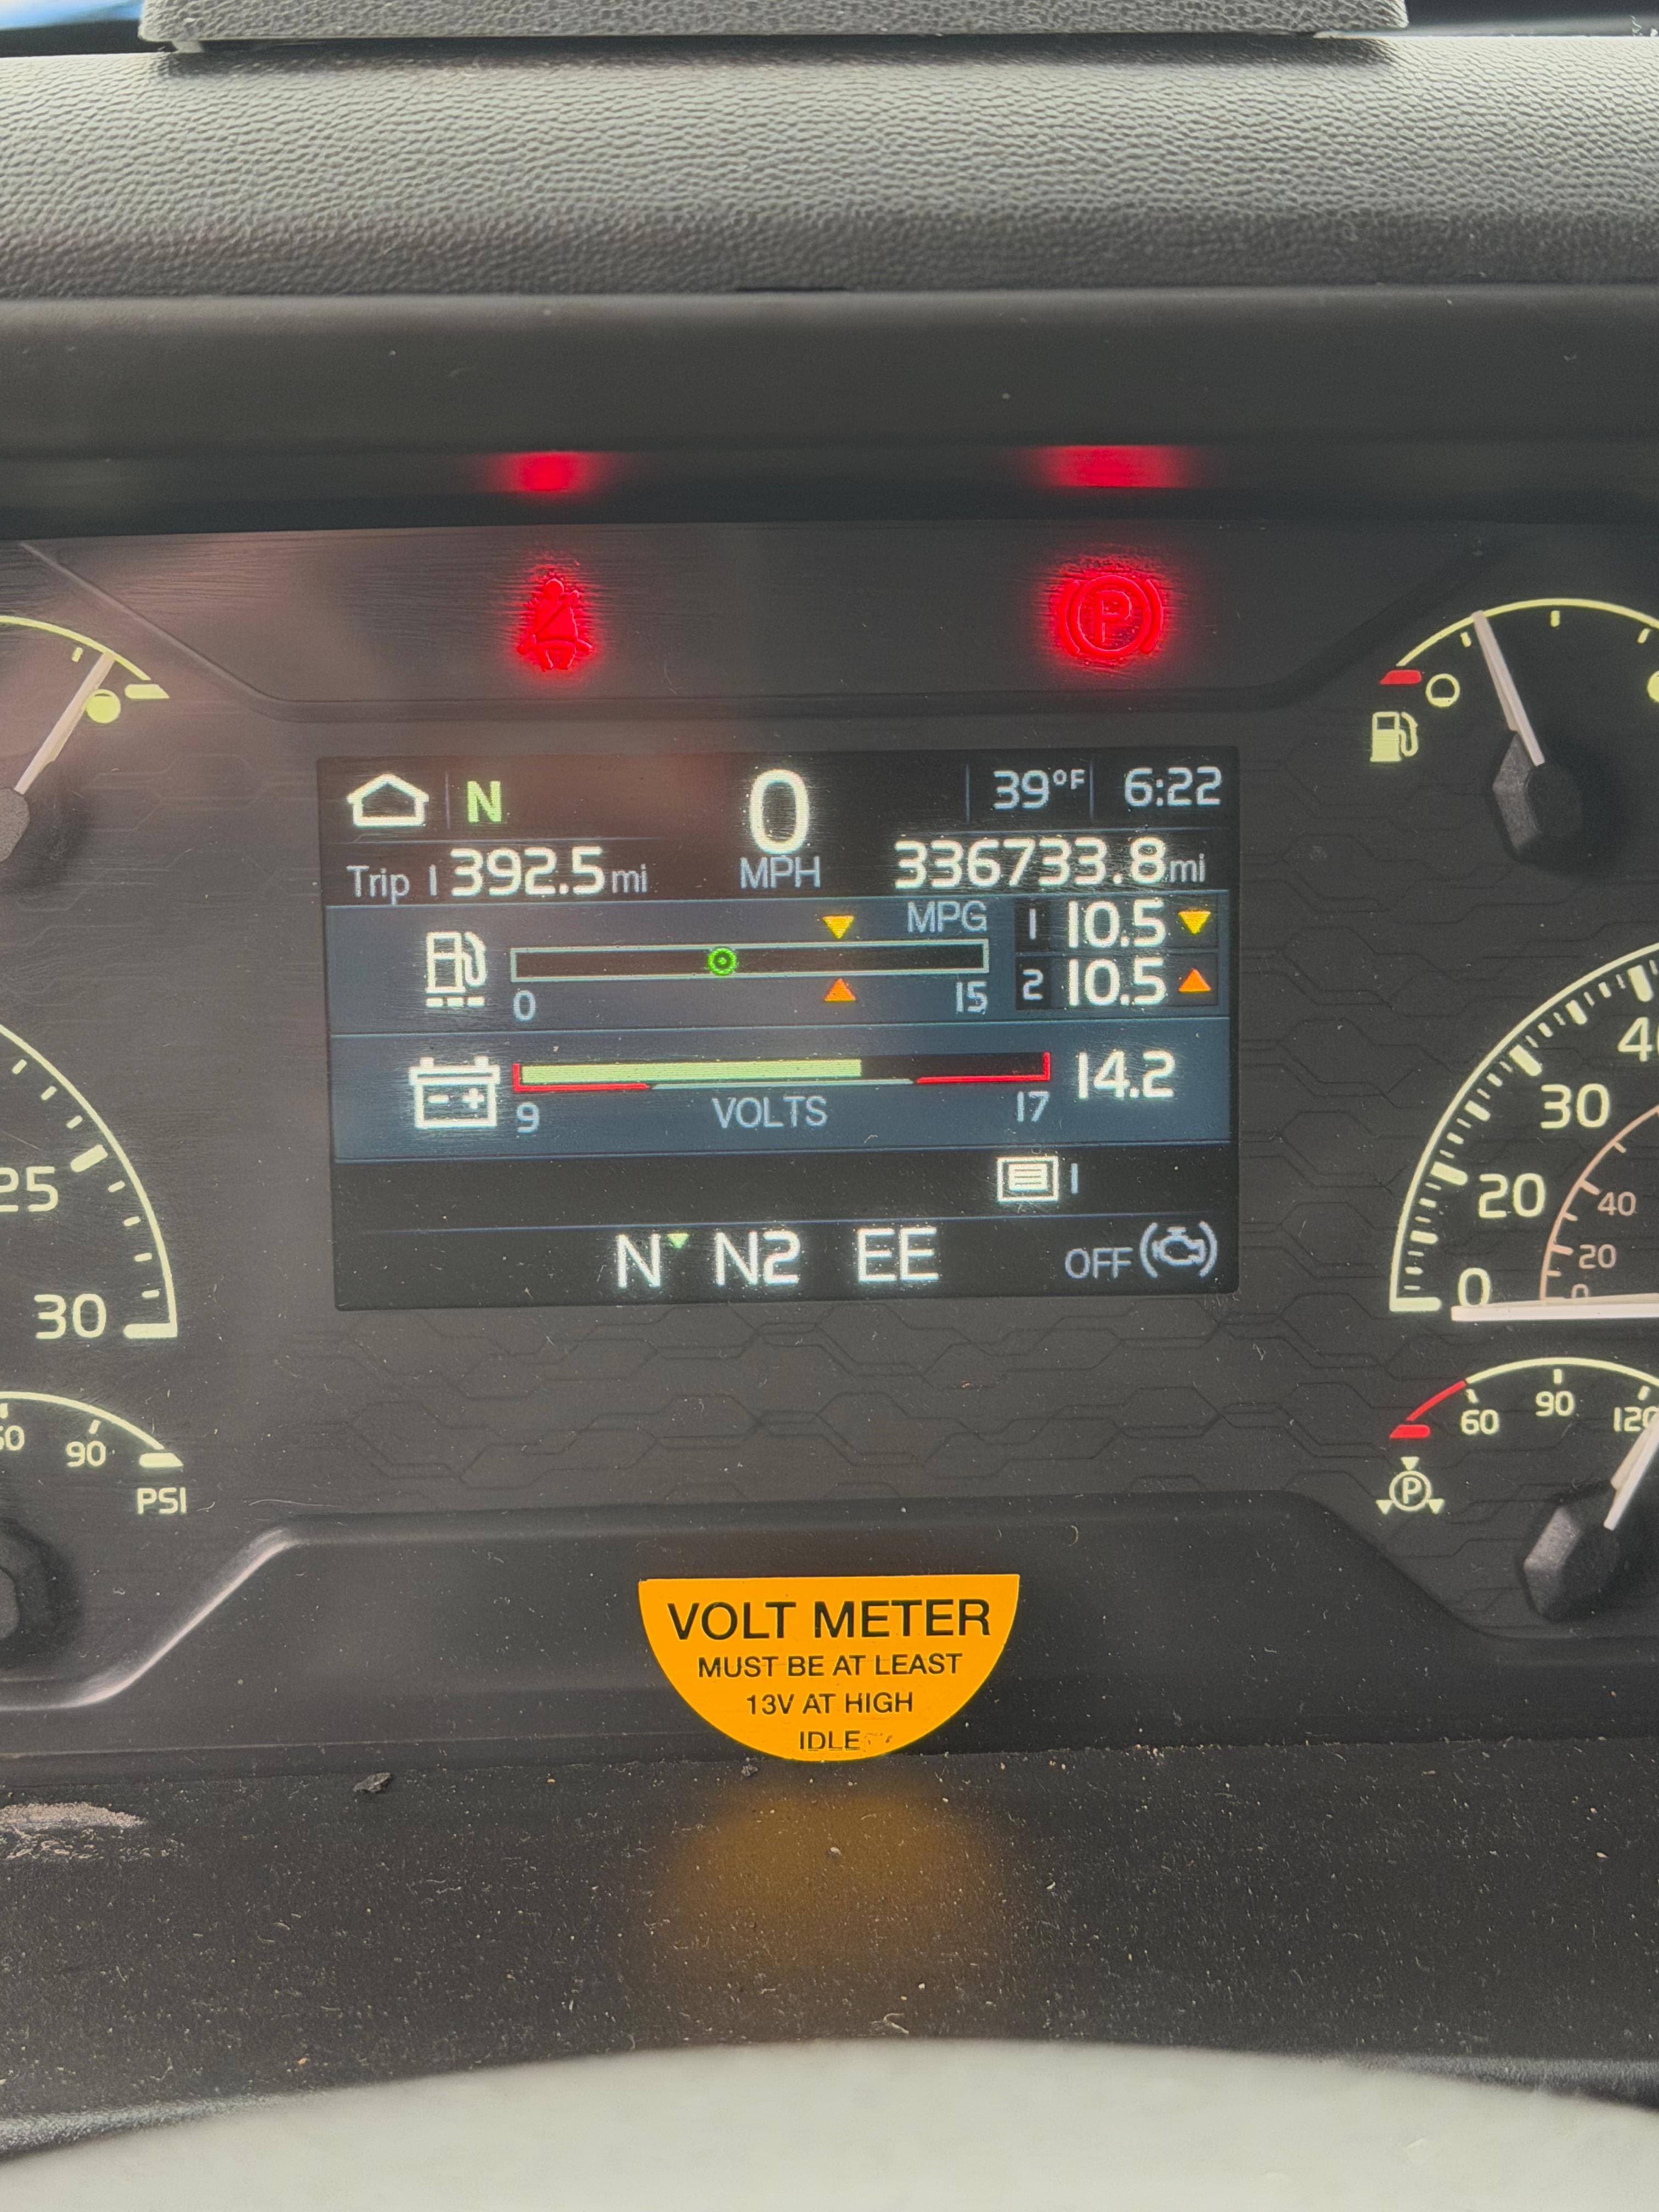 N 0 39°F 6:22
Trip 1 392.5 mi MPH 336733.8 mi
MPG 1 10.5
0 15 2 10.5
14.2
9 VOLTS 17
1
N N2 EE OFF
25
30
90
PSI
30
20
0
40
20
0
60 90 120
P
P
VOLT METER
MUST BE AT LEAST
13V AT HIGH
IDLE